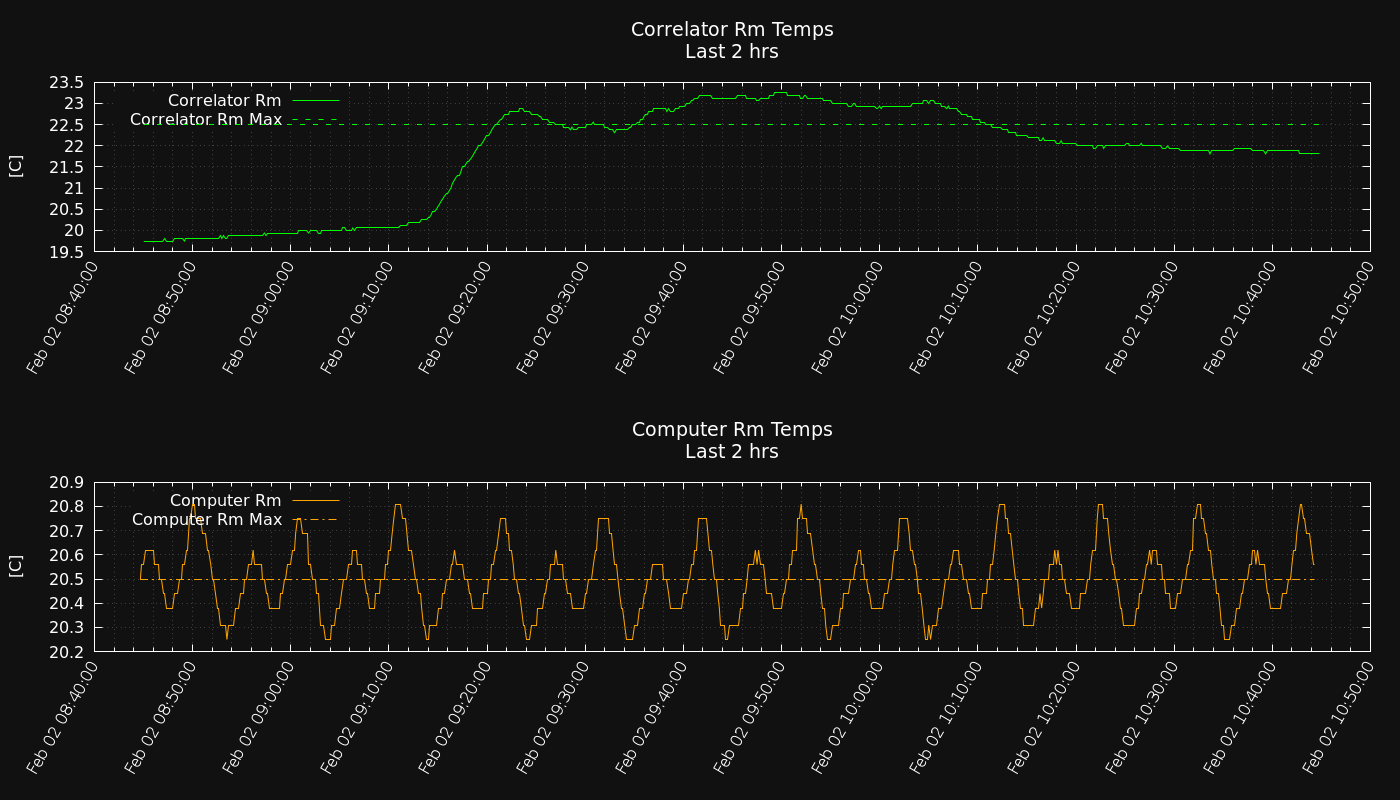 Correlator Rm Temps
Last 2 hrs
23.5
23
22.5
22
21.5
21
20.5
20
19.5
[C]
Correlator Rm
Correlator Rm Max
Feb 02 08:40:00
Feb 02 08:50:00
Feb 02 09:00:00
Feb 02 09:10:00
Feb 02 09:20:00
Feb 02 09:30:00
Feb 02 09:40:00
Feb 02 09:50:00
Feb 02 10:00:00
Feb 02 10:10:00
Feb 02 10:20:00
Feb 02 10:30:00
Feb 02 10:40:00
Feb 02 10:50:00
Computer Rm Temps
Last 2 hrs
20.9
20.8
20.7
20.6
20.5
20.4
20.3
20.2
[C]
Computer Rm
Computer Rm Max
Feb 02 08:40:00
Feb 02 08:50:00
Feb 02 09:00:00
Feb 02 09:10:00
Feb 02 09:20:00
Feb 02 09:30:00
Feb 02 09:40:00
Feb 02 09:50:00
Feb 02 10:00:00
Feb 02 10:10:00
Feb 02 10:20:00
Feb 02 10:30:00
Feb 02 10:40:00
Feb 02 10:50:00